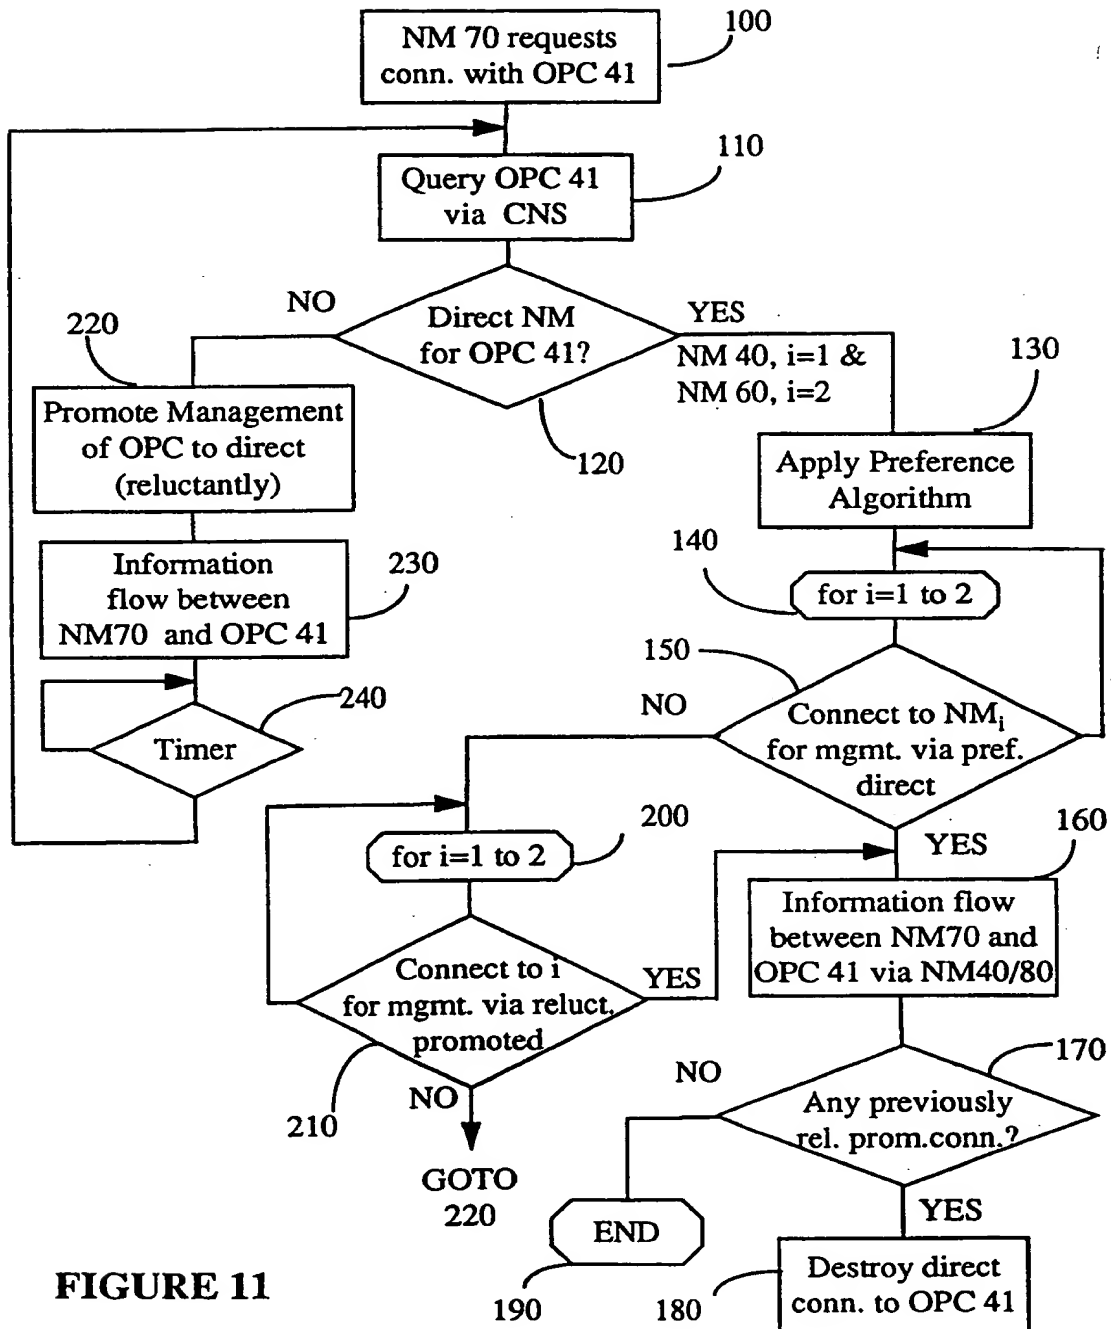 NM 70 requests
conn. with OPC 41
100
Query OPC 41
via CNS
110
Direct NM
for OPC 41?
NO
YES
NM 40, i=1 &
NM 60, i=2
120
220
Promote Management
of OPC to direct
(reluctantly)
130
Apply Preference
Algorithm
Information
flow between
NM70 and OPC 41
230
140
for i=1 to 2
240
Timer
150
NO
Connect to NMi
for mgmt. via pref.
direct
YES
200
for i=1 to 2
160
Information flow
between NM70 and
OPC 41 via NM40/80
Connect to i
for mgmt. via reluct.
promoted
YES
NO
210
GOTO
220
170
NO
Any previously
rel. prom.conn.?
YES
END
190
180
Destroy direct
conn. to OPC 41
FIGURE 11